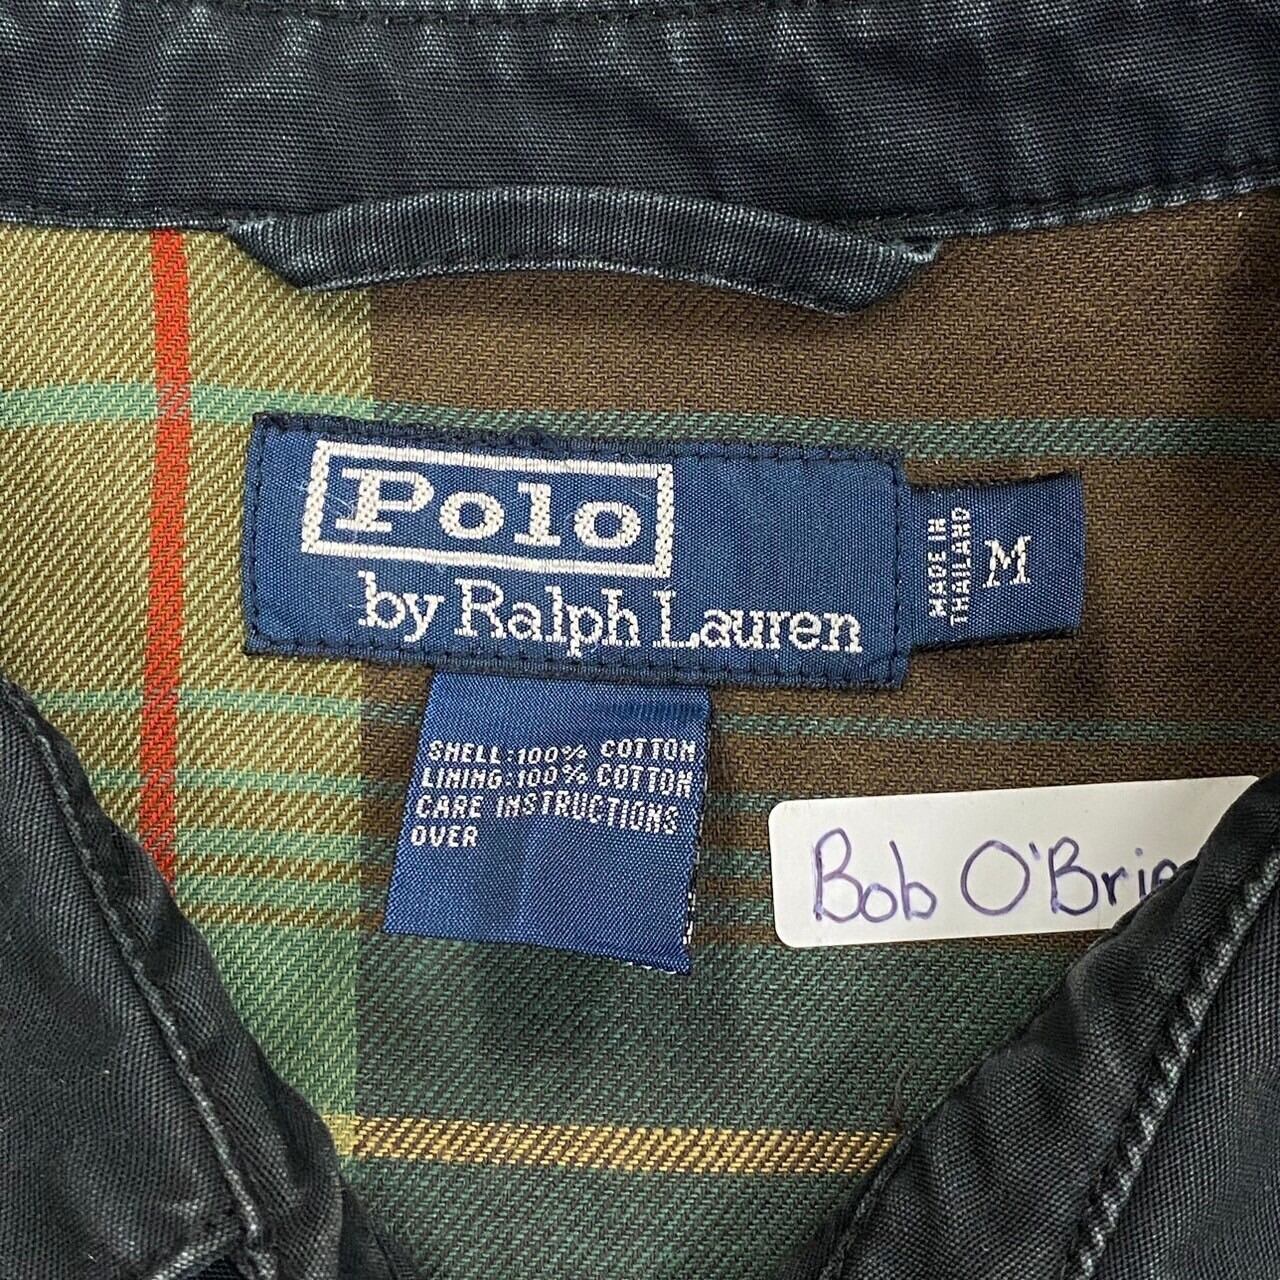 Polo
by Ralph Lauren
MADE IN
THAILAND
M
SHELL:100% COTTON
LINING:100% COTTON
CARE INSTRUCTIONS
OVER
Bob O'Brie